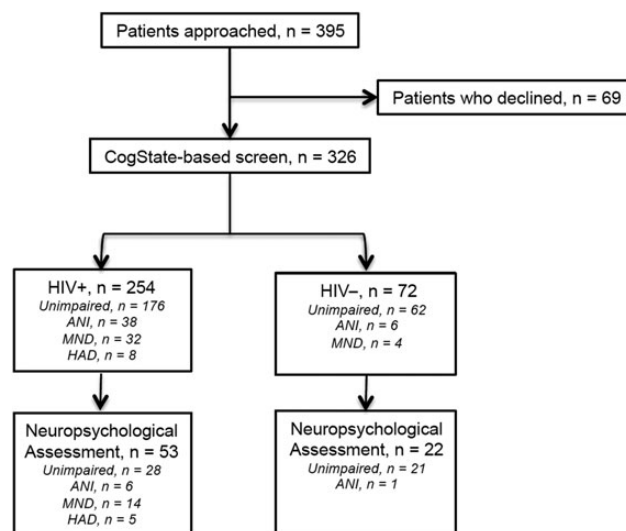 Patients approached, n = 395
Patients who declined, n = 69
CogState-based screen, n = 326
HIV+, n = 254
Unimpaired, n = 176
ANI, n = 38
MND, n = 32
HAD, n = 8
HIV–, n = 72
Unimpaired, n = 62
ANI, n = 6
MND, n = 4
Neuropsychological
Assessment, n = 53
Unimpaired, n = 28
ANI, n = 6
MND, n = 14
HAD, n = 5
Neuropsychological
Assessment, n = 22
Unimpaired, n = 21
ANI, n = 1